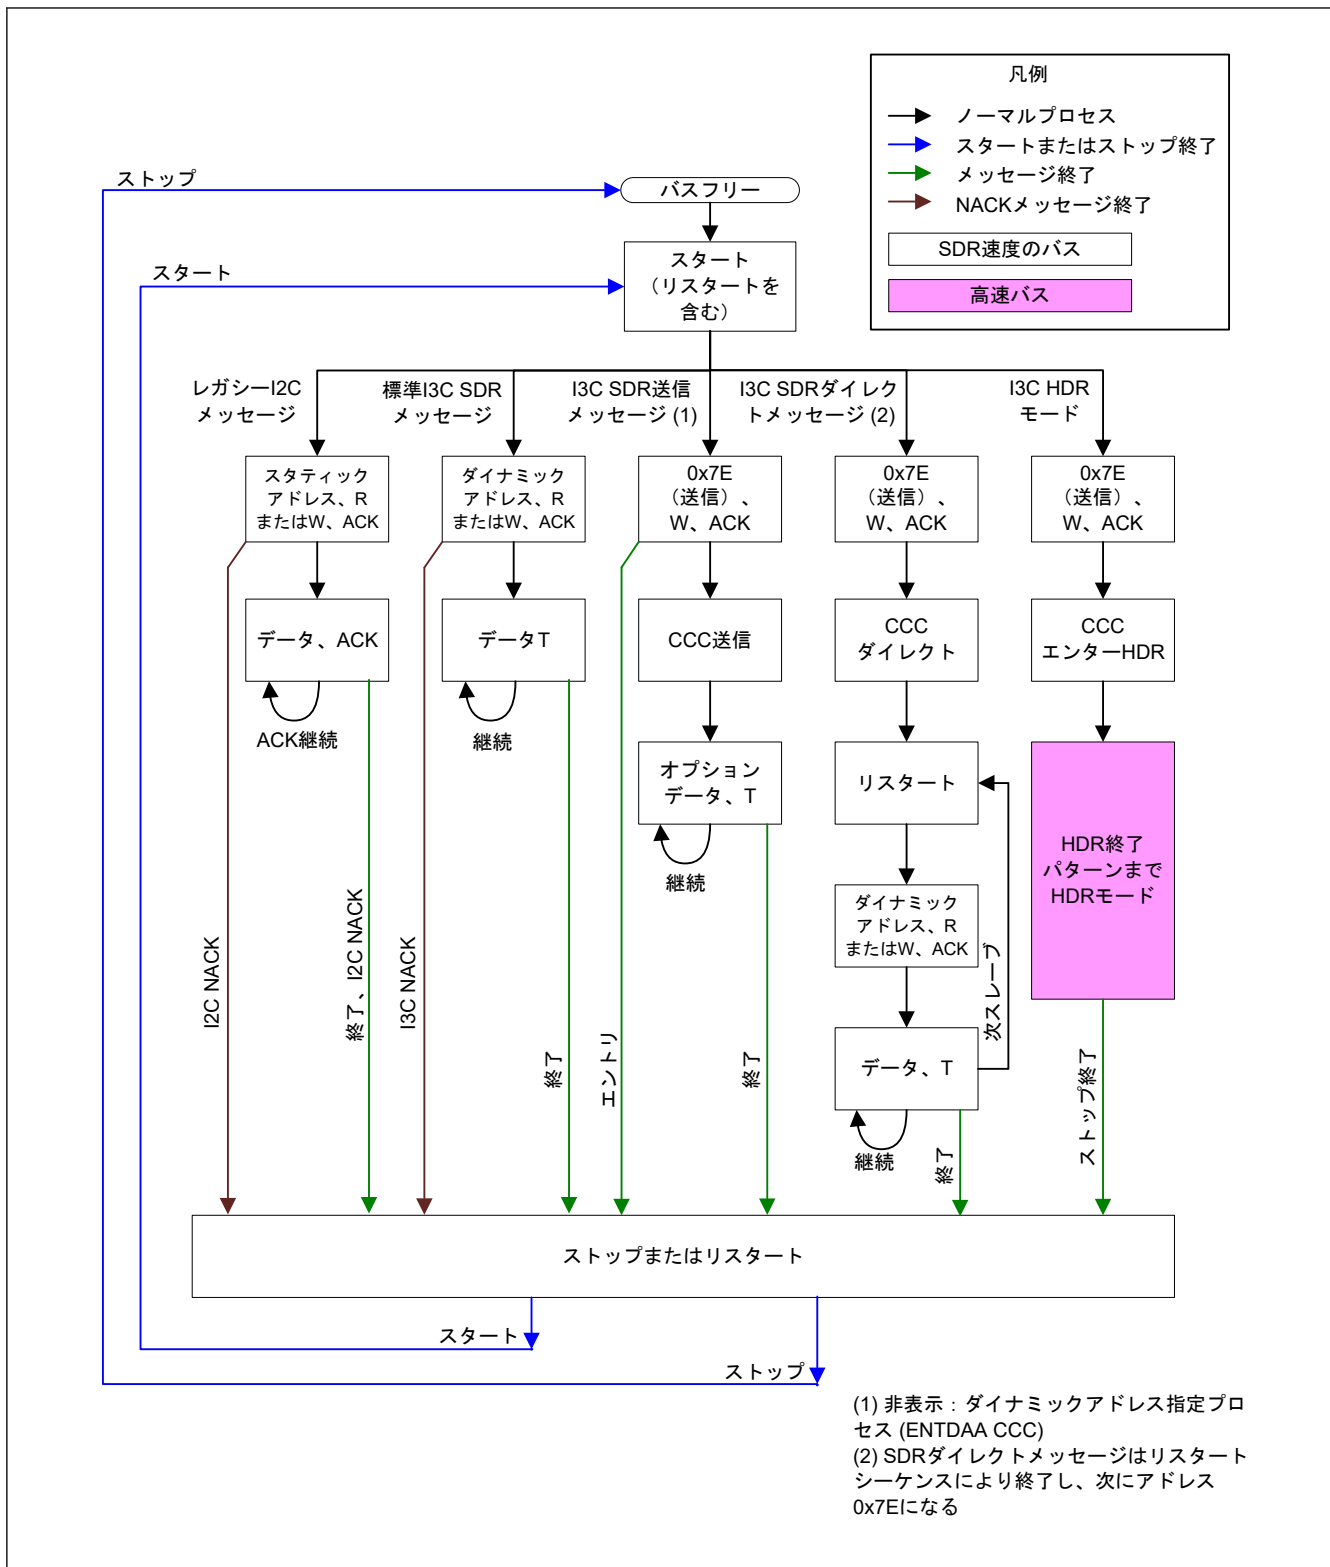 凡例
ノーマルプロセス
スタートまたはストップ終了
メッセージ終了
NACKメッセージ終了
SDR速度のバス
高速バス
ストップ
バスフリー
スタート
スタート
（リスタートを
含む）
レガシーI2C
メッセージ
標準I3C SDR
メッセージ
I3C SDR送信
メッセージ (1)
I3C SDRダイレク
トメッセージ (2)
I3C HDR
モード
スタティック
アドレス、R
またはW、ACK
ダイナミック
アドレス、R
またはW、ACK
0x7E
（送信）、
W、ACK
0x7E
（送信）、
W、ACK
0x7E
（送信）、
W、ACK
データ、ACK
データT
CCC送信
CCC
ダイレクト
CCC
エンターHDR
ACK継続
継続
オプション
データ、T
リスタート
HDR終了
パターンまで
HDRモード
継続
ダイナミック
アドレス、R
またはW、ACK
次スレーブ
データ、T
継続
I2C NACK
終了、I2C NACK
I3C NACK
終了
エントリ
終了
終了
ストップ終了
ストップまたはリスタート
スタート
ストップ
(1) 非表示：ダイナミックアドレス指定プロ
セス (ENTDAA CCC)
(2) SDRダイレクトメッセージはリスタート
シーケンスにより終了し、次にアドレス
0x7Eになる